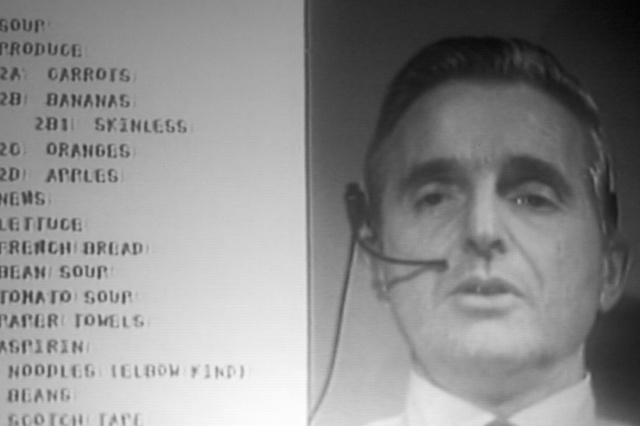 SOUP
PRODUCE
2A) CARROTS
2B) BANANAS
2B1) SKINLESS
2C) ORANGES
2D) APPLES
NEWS
LETTUCE
FRENCH BREAD
BEAN SOUP
TOMATO SOUP
PAPER TOWELS
ASPIRIN
NOODLES (ELBOW KIND)
BEANS
SCOTCH TAPE